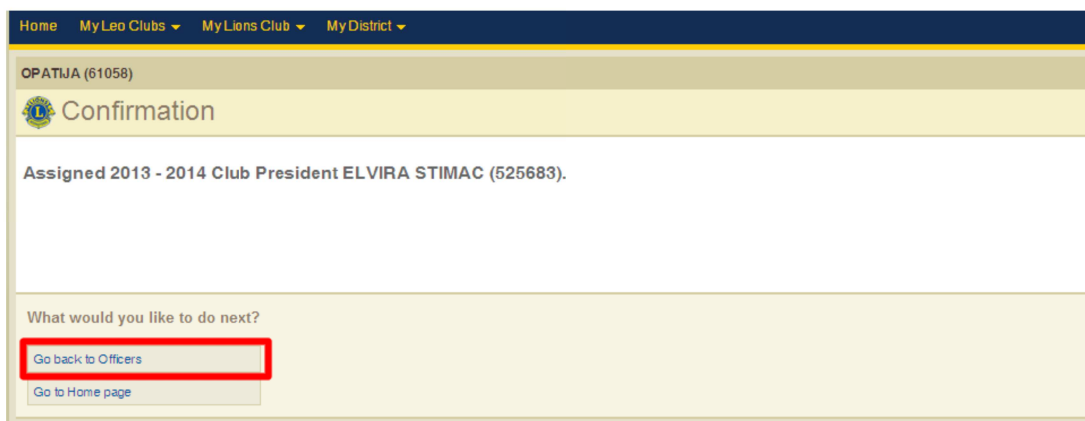 Home My Leo Clubs My Lions Club My District
OPATIJA (61058)
L
Confirmation
Assigned 2013 - 2014 Club President ELVIRA STIMAC (525683).
What would you like to do next?
Go back to Officers
Go to Home page